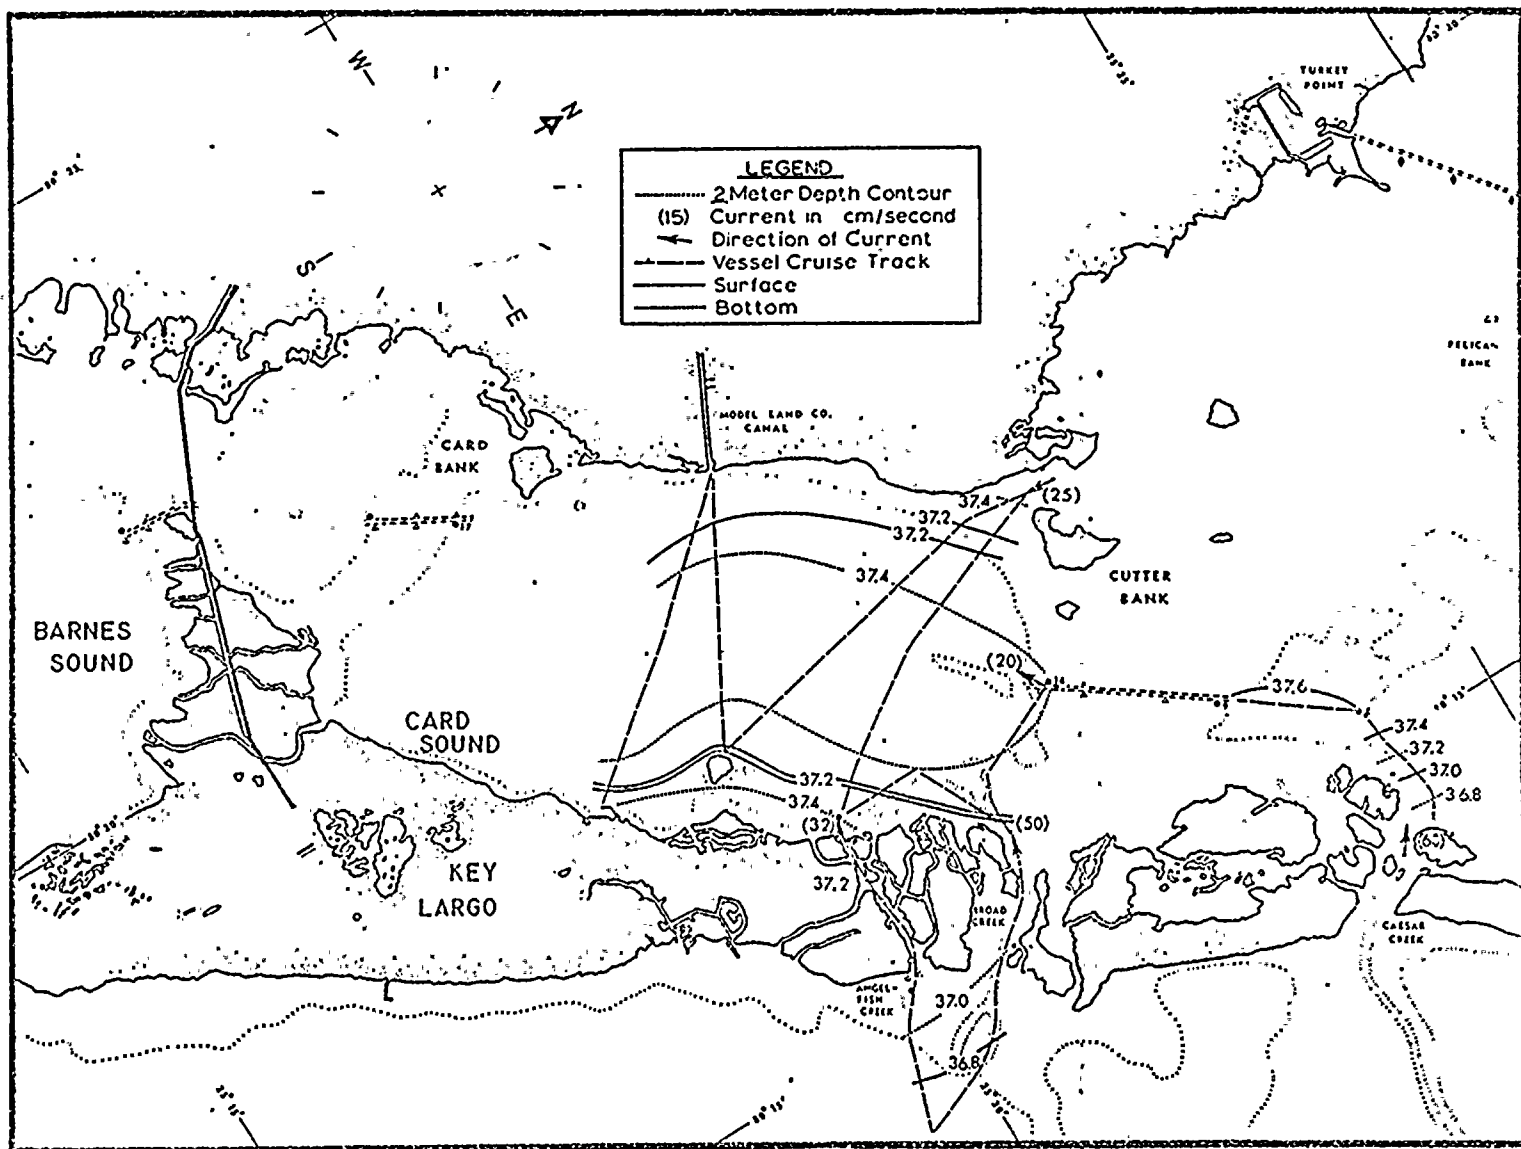 TURKEY
POINT
W
N
S
E
LEGEND
2 Meter Depth Contour
(15) Current in cm/second
Direction of Current
Vessel Cruise Track
Surface
Bottom
PELICAN
BANK
MODEL LAND CO.
CANAL
CARD
BANK
37.4
(25)
37.2
37.2
37.4
CUTTER
BANK
BARNES
SOUND
(20)
37.6
CARD
SOUND
37.4
37.2
37.0
36.8
37.2
37.4
(32)
(50)
KEY
LARGO
37.2
BROAD
CREEK
CAESAR
CREEK
ANGEL-
FISH
CREEK
37.0
36.8
25° 15'